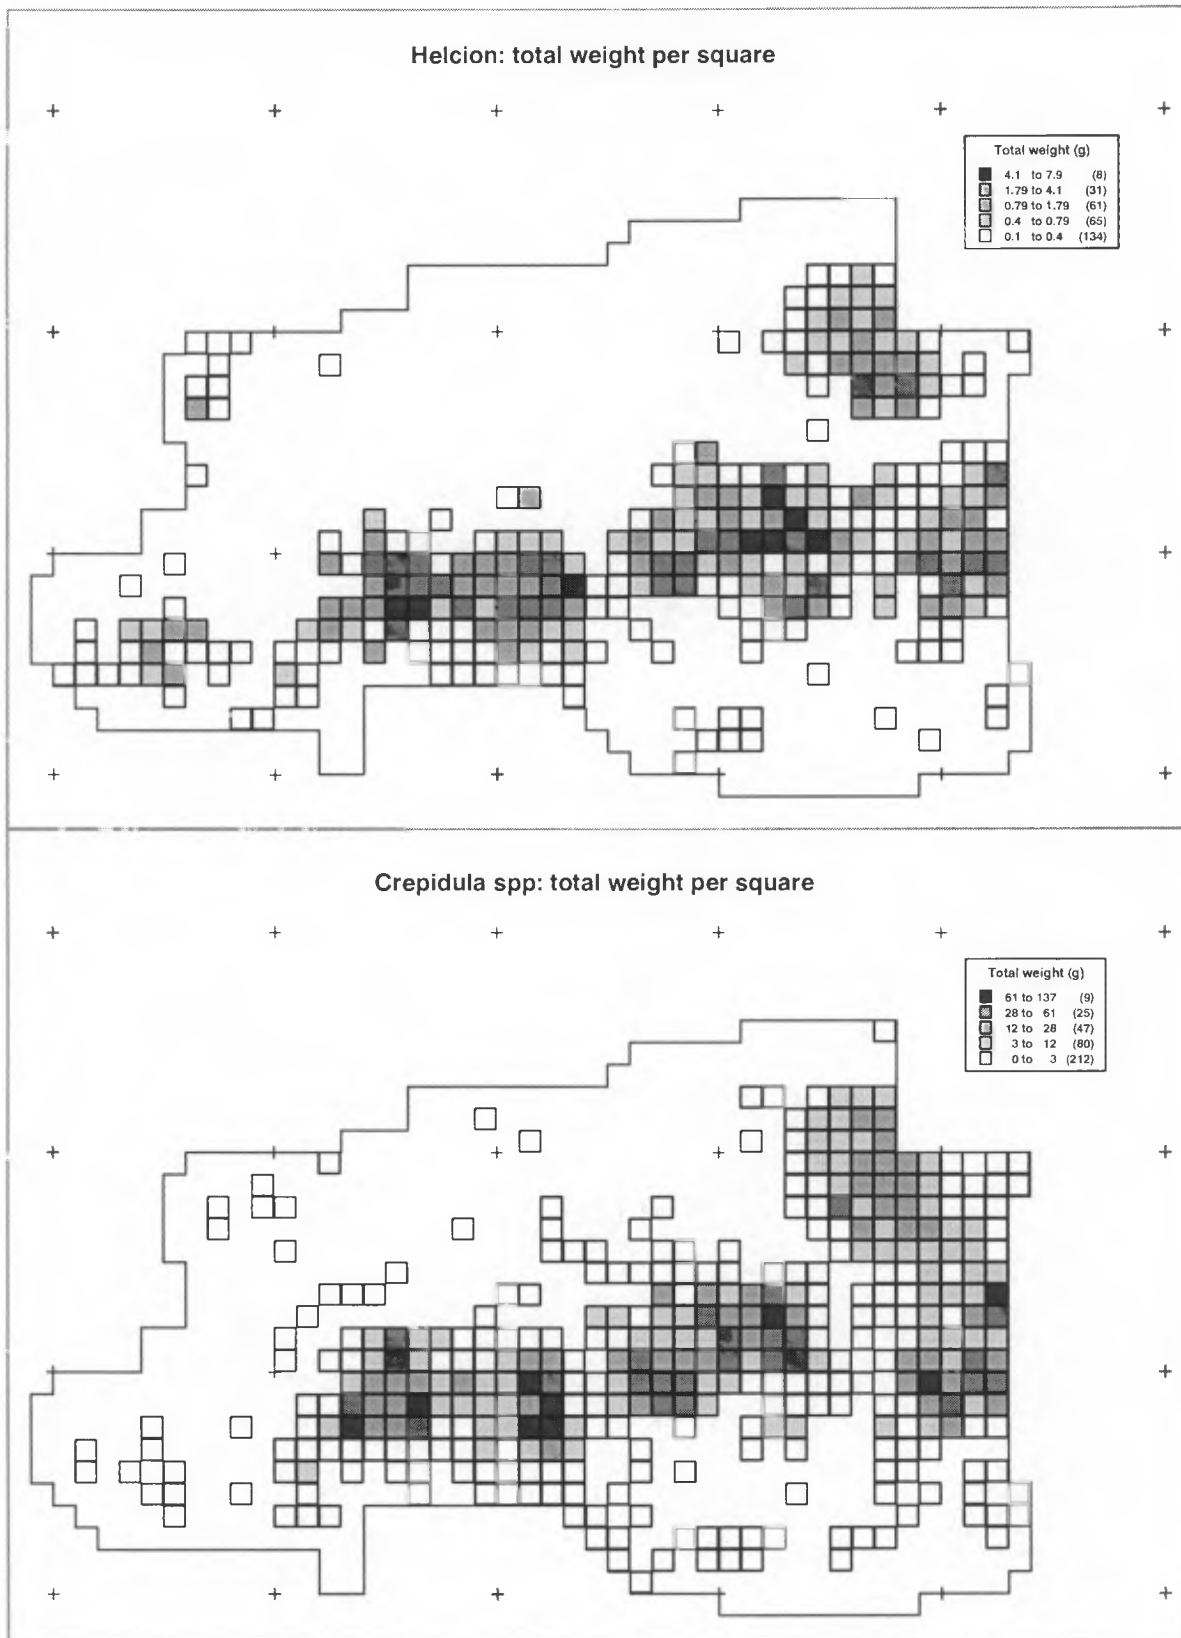 Helcion: total weight per square
Total weight (g)
4.1 to 7.9 (8)
1.79 to 4.1 (31)
0.79 to 1.79 (61)
0.4 to 0.79 (65)
0.1 to 0.4 (134)
Crepidula spp: total weight per square
Total weight (g)
61 to 137 (9)
28 to 61 (25)
12 to 28 (47)
3 to 12 (80)
0 to 3 (212)